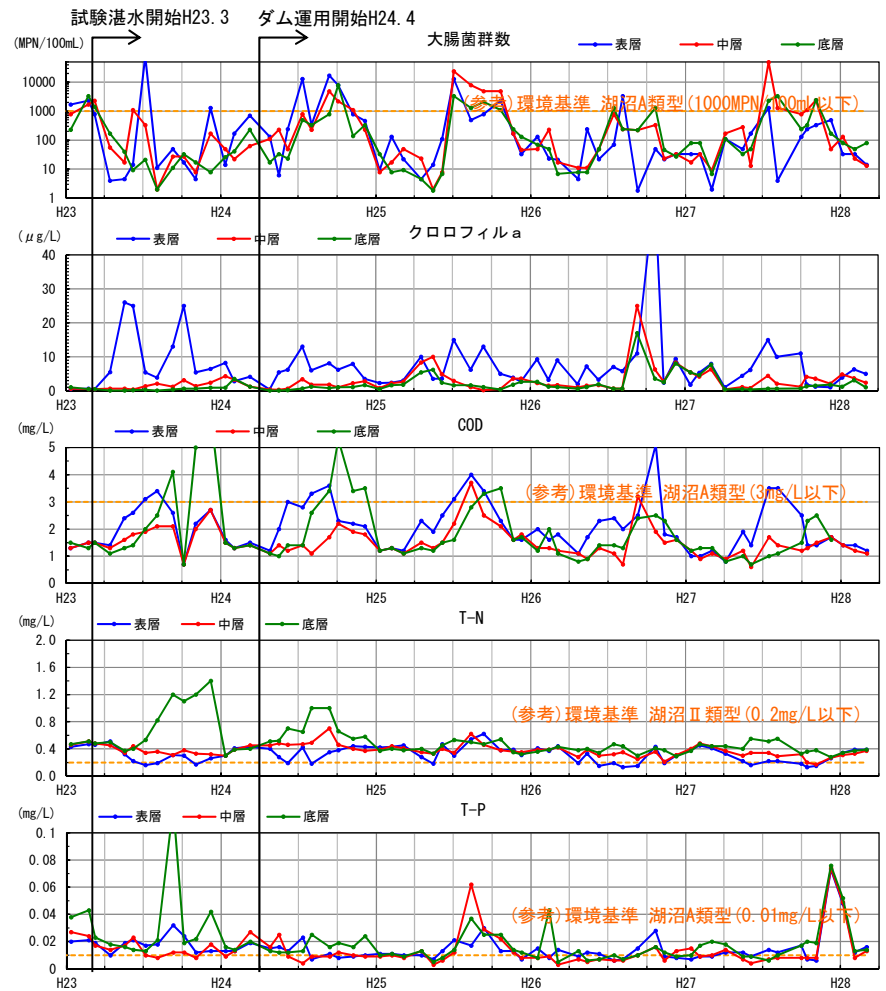 試験湛水開始H23.3
ダム運用開始H24.4
(MPN/100mL)
大腸菌群数
表層 中層 底層
10000
1000
100
10
1
(参考)環境基準 湖沼A類型(1000MPN/100mL以下)
H23 H24 H25 H26 H27 H28
(μg/L)
クロロフィルa
表層 中層 底層
40
30
20
10
0
H23 H24 H25 H26 H27 H28
(mg/L)
COD
表層 中層 底層
5
4
3
2
1
0
(参考)環境基準 湖沼A類型(3mg/L以下)
H23 H24 H25 H26 H27 H28
(mg/L)
T-N
表層 中層 底層
2.0
1.6
1.2
0.8
0.4
0.0
(参考)環境基準 湖沼Ⅱ類型(0.2mg/L以下)
H23 H24 H25 H26 H27 H28
(mg/L)
T-P
表層 中層 底層
0.1
0.08
0.06
0.04
0.02
0
(参考)環境基準 湖沼A類型(0.01mg/L以下)
H23 H24 H25 H26 H27 H28